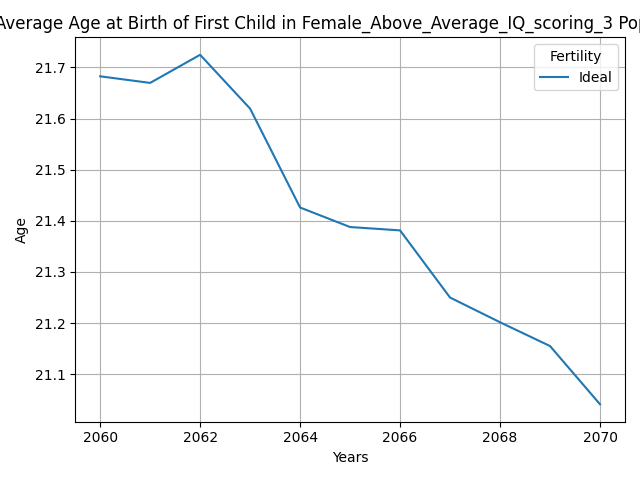 Average Age at Birth of First Child in Female_Above_Average_IQ_scoring_3
Fertility
Ideal
21.7
21.6
21.5
21.4
21.3
21.2
21.1
Age
2060 2062 2064 2066 2068 2070
Years